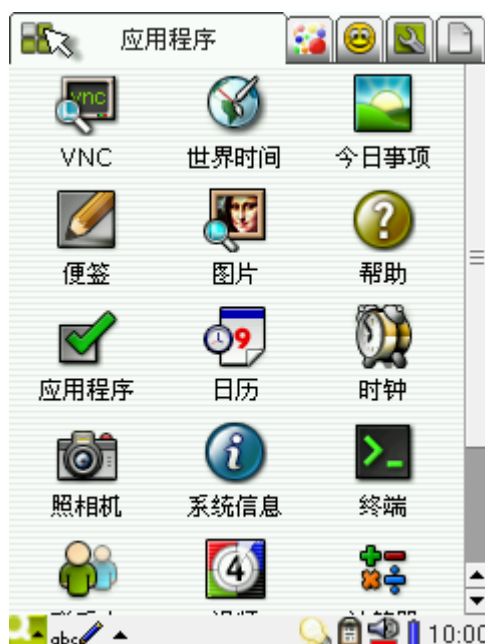 应用程序
VNC 世界时间 今日事项
便签 图片 帮助
应用程序 日历 时钟
照相机 系统信息 终端
abc 10:00